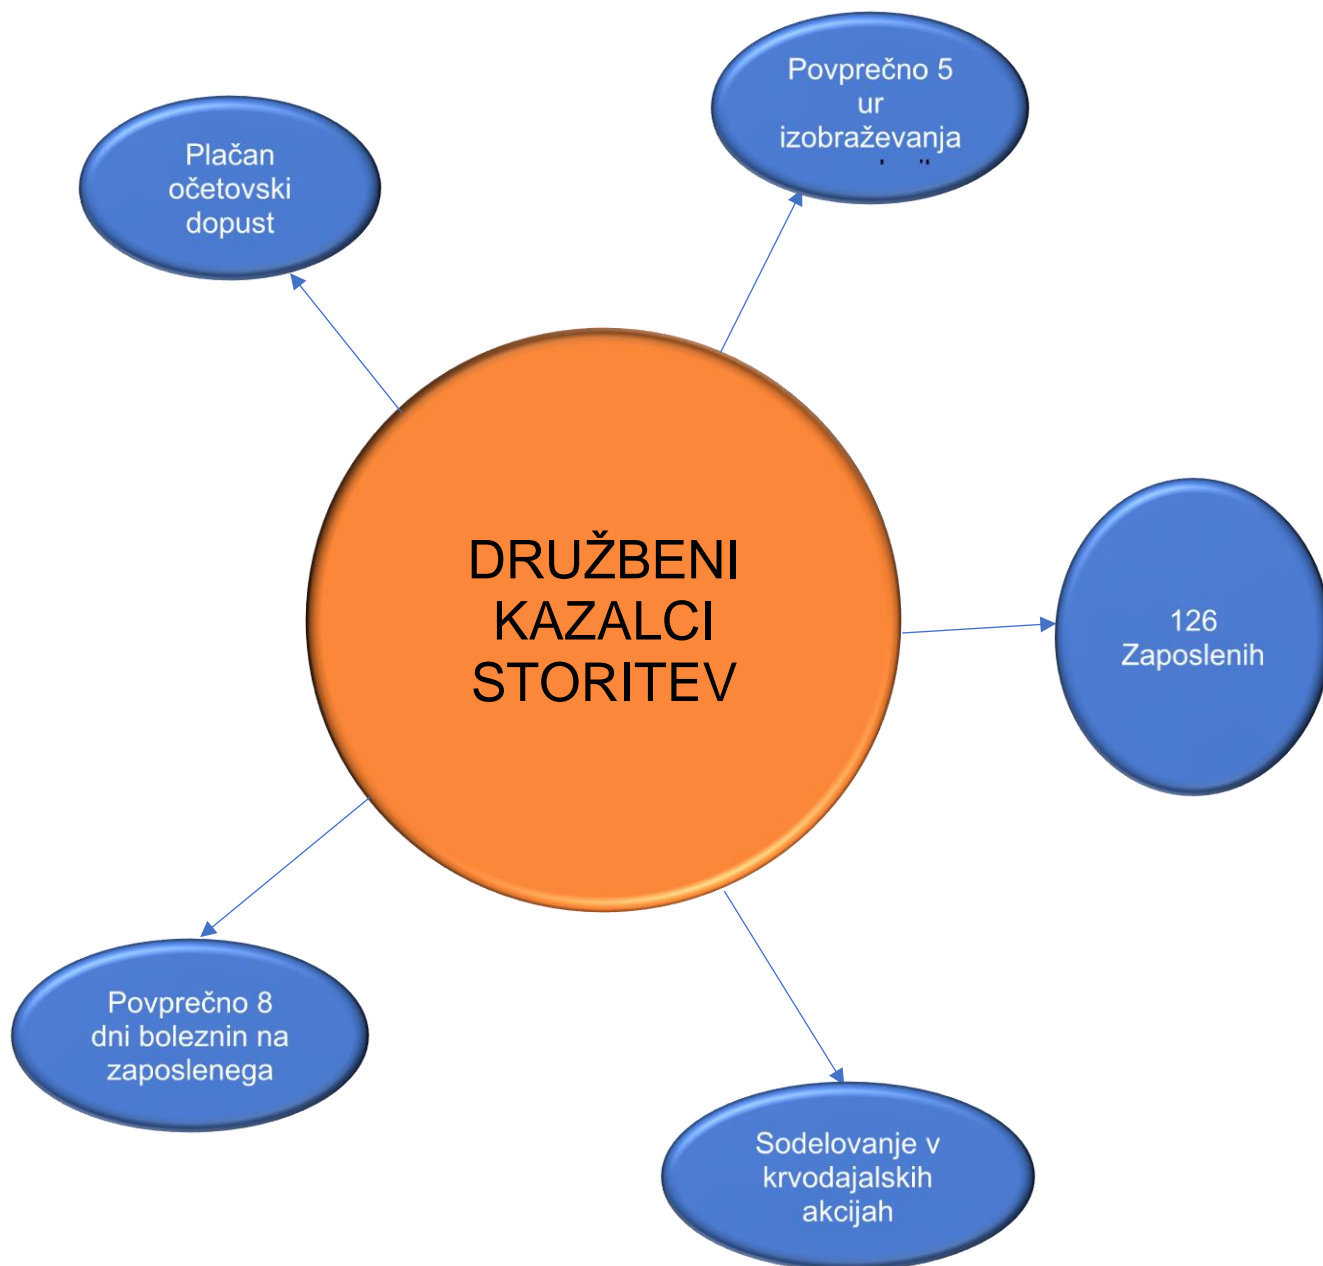 Povprečno 5
ur
izobraževanja
Plačan
očetovski
dopust
DRUŽBENI
KAZALCI
STORITEV
126
Zaposlenih
Povprečno 8
dni boleznin na
zaposlenega
Sodelovanje v
krvodajalskih
akcijah